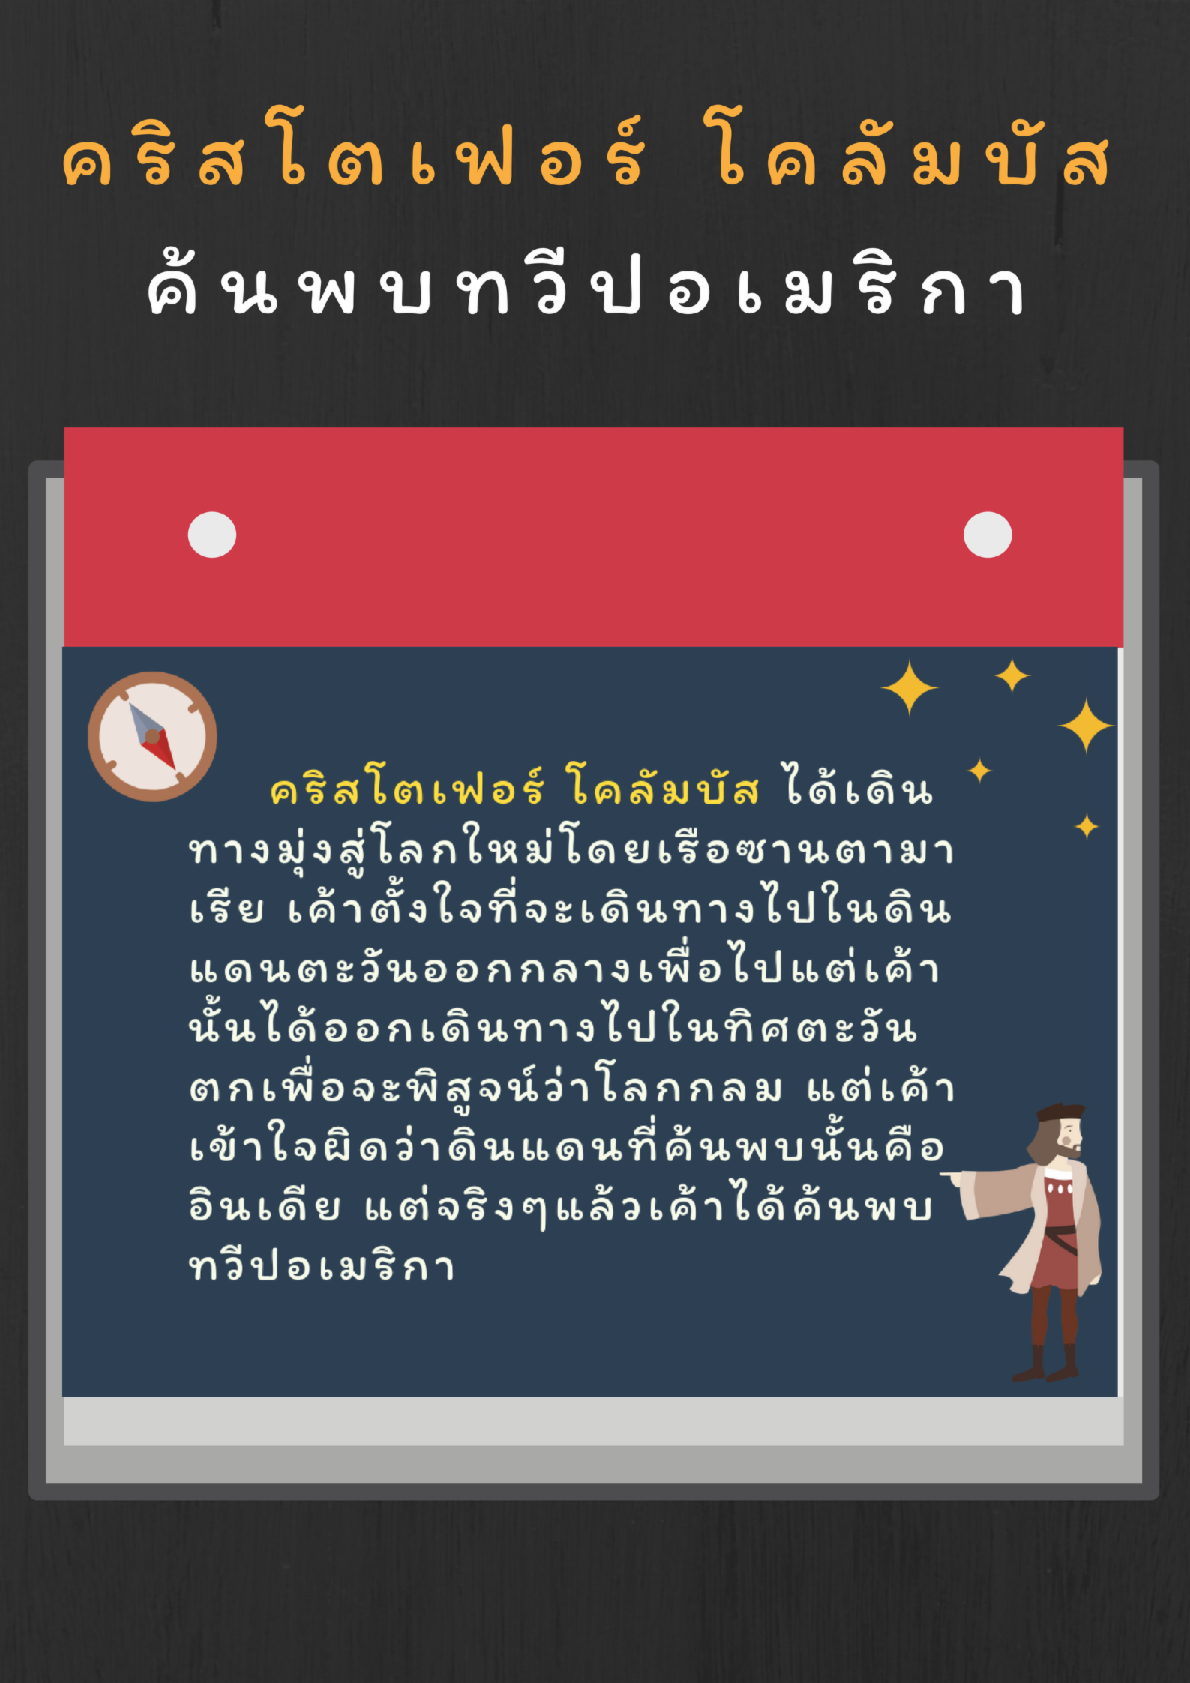 คริสโตเฟอร์ โคลัมบัส
ค้นพบทวีปอเมริกา
คริสโตเฟอร์ โคลัมบัส ได้เดิน
ทางมุ่งสู่โลกใหม่โดยเรือซานตามา
เรีย เค้าตั้งใจที่จะเดินทางไปในดิน
แดนตะวันออกกลางเพื่อไปแต่เค้า
นั้นได้ออกเดินทางไปในทิศตะวัน
ตกเพื่อจะพิสูจน์ว่าโลกกลม แต่เค้า
เข้าใจผิดว่าดินแดนที่ค้นพบนั้นคือ
อินเดีย แต่จริงๆแล้วเค้าได้ค้นพบ
ทวีปอเมริกา